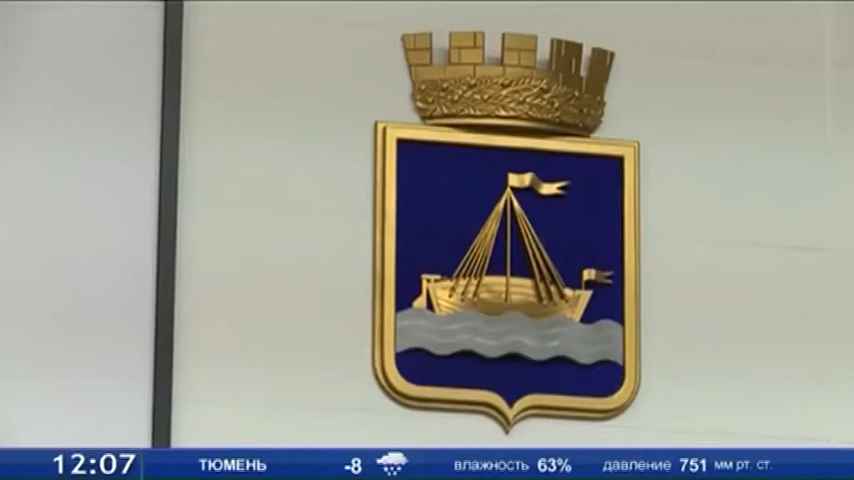 12:07 ТЮМЕНЬ -8 влажность 63% давление 751 мм рт. ст.